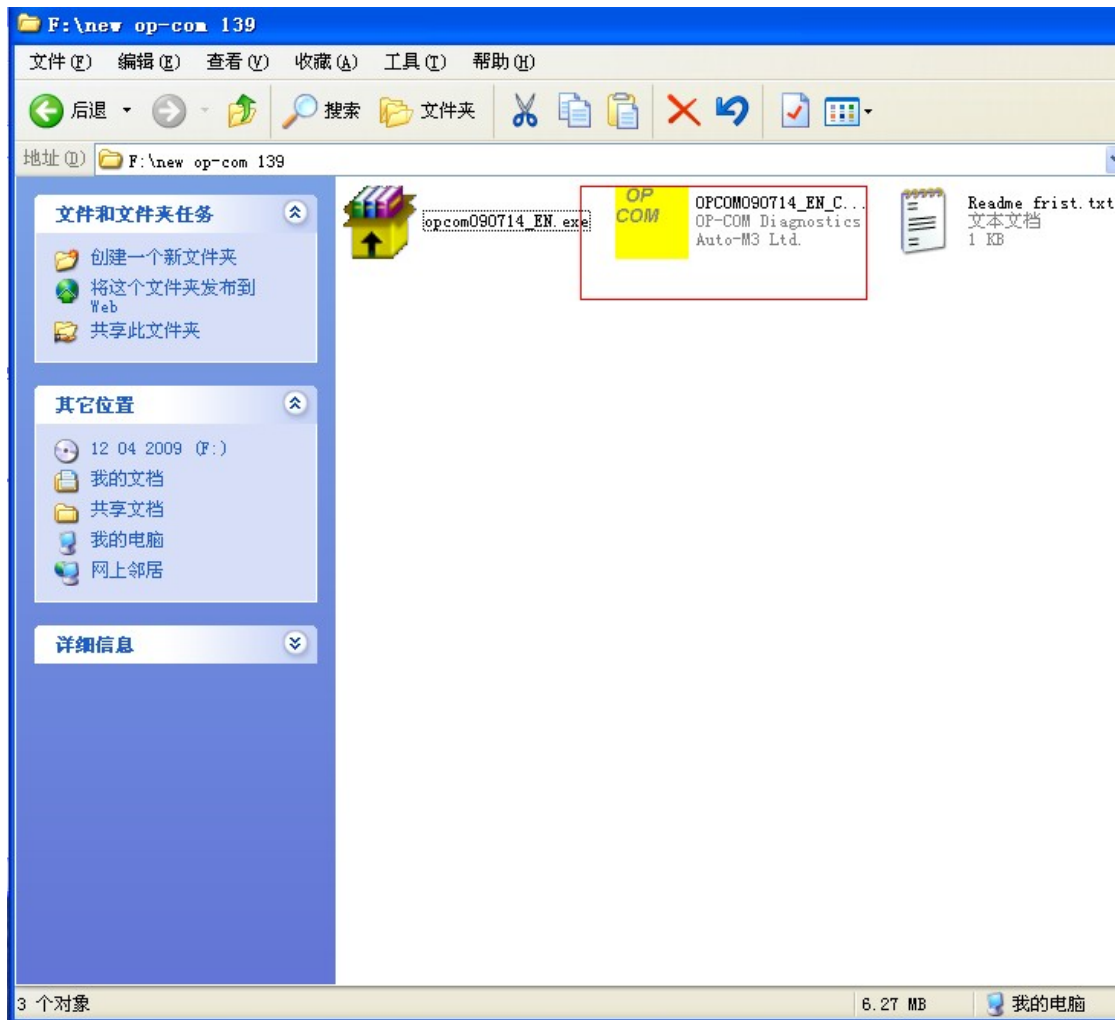 F:\new op-com 139
文件(F) 编辑(E) 查看(V) 收藏(A) 工具(T) 帮助(H)
后退 搜索 文件夹
地址(D) F:\new op-com 139
文件和文件夹任务
创建一个新文件夹
将这个文件夹发布到
Web
共享此文件夹
其它位置
12 04 2009 (F:)
我的文档
共享文档
我的电脑
网上邻居
详细信息
opcom090714_EN.exe
OP
COM
OPCOM090714_EN_C...
OP-COM Diagnostics
Auto-M3 Ltd.
Readme frist.txt
文本文档
1 KB
3 个对象 6.27 MB 我的电脑